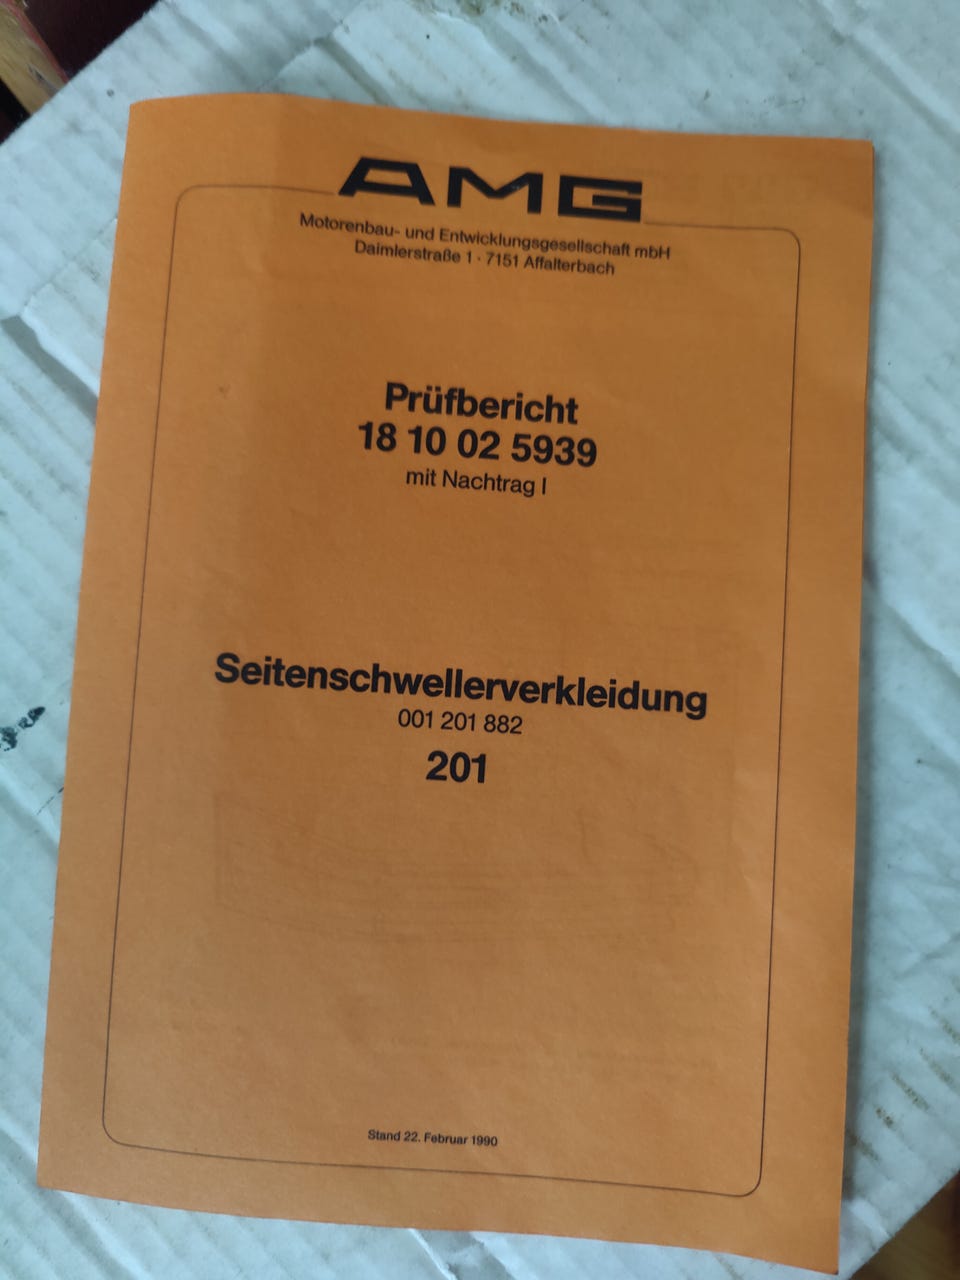 AMG
Motorenbau- und Entwicklungsgesellschaft mbH
Daimlerstraße 1 · 7151 Affalterbach
Prüfbericht
18 10 02 5939
mit Nachtrag I
Seitenschwellerverkleidung
001 201 882
201
Stand 22. Februar 1990